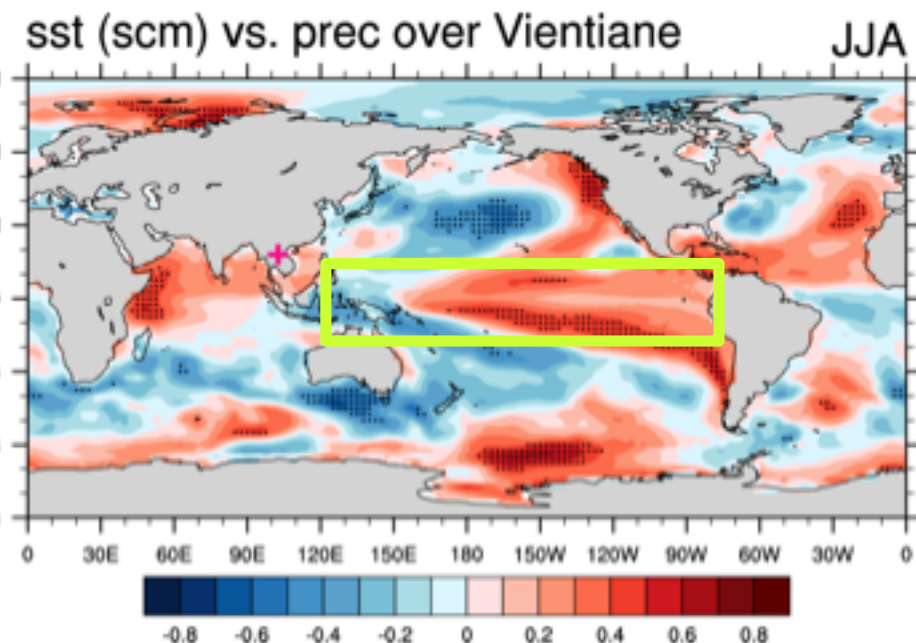 sst (scm) vs. prec over Vientiane
JJA
0 30E 60E 90E 120E 150E 180 150W 120W 90W 60W 30W 0
-0.8 -0.6 -0.4 -0.2 0 0.2 0.4 0.6 0.8